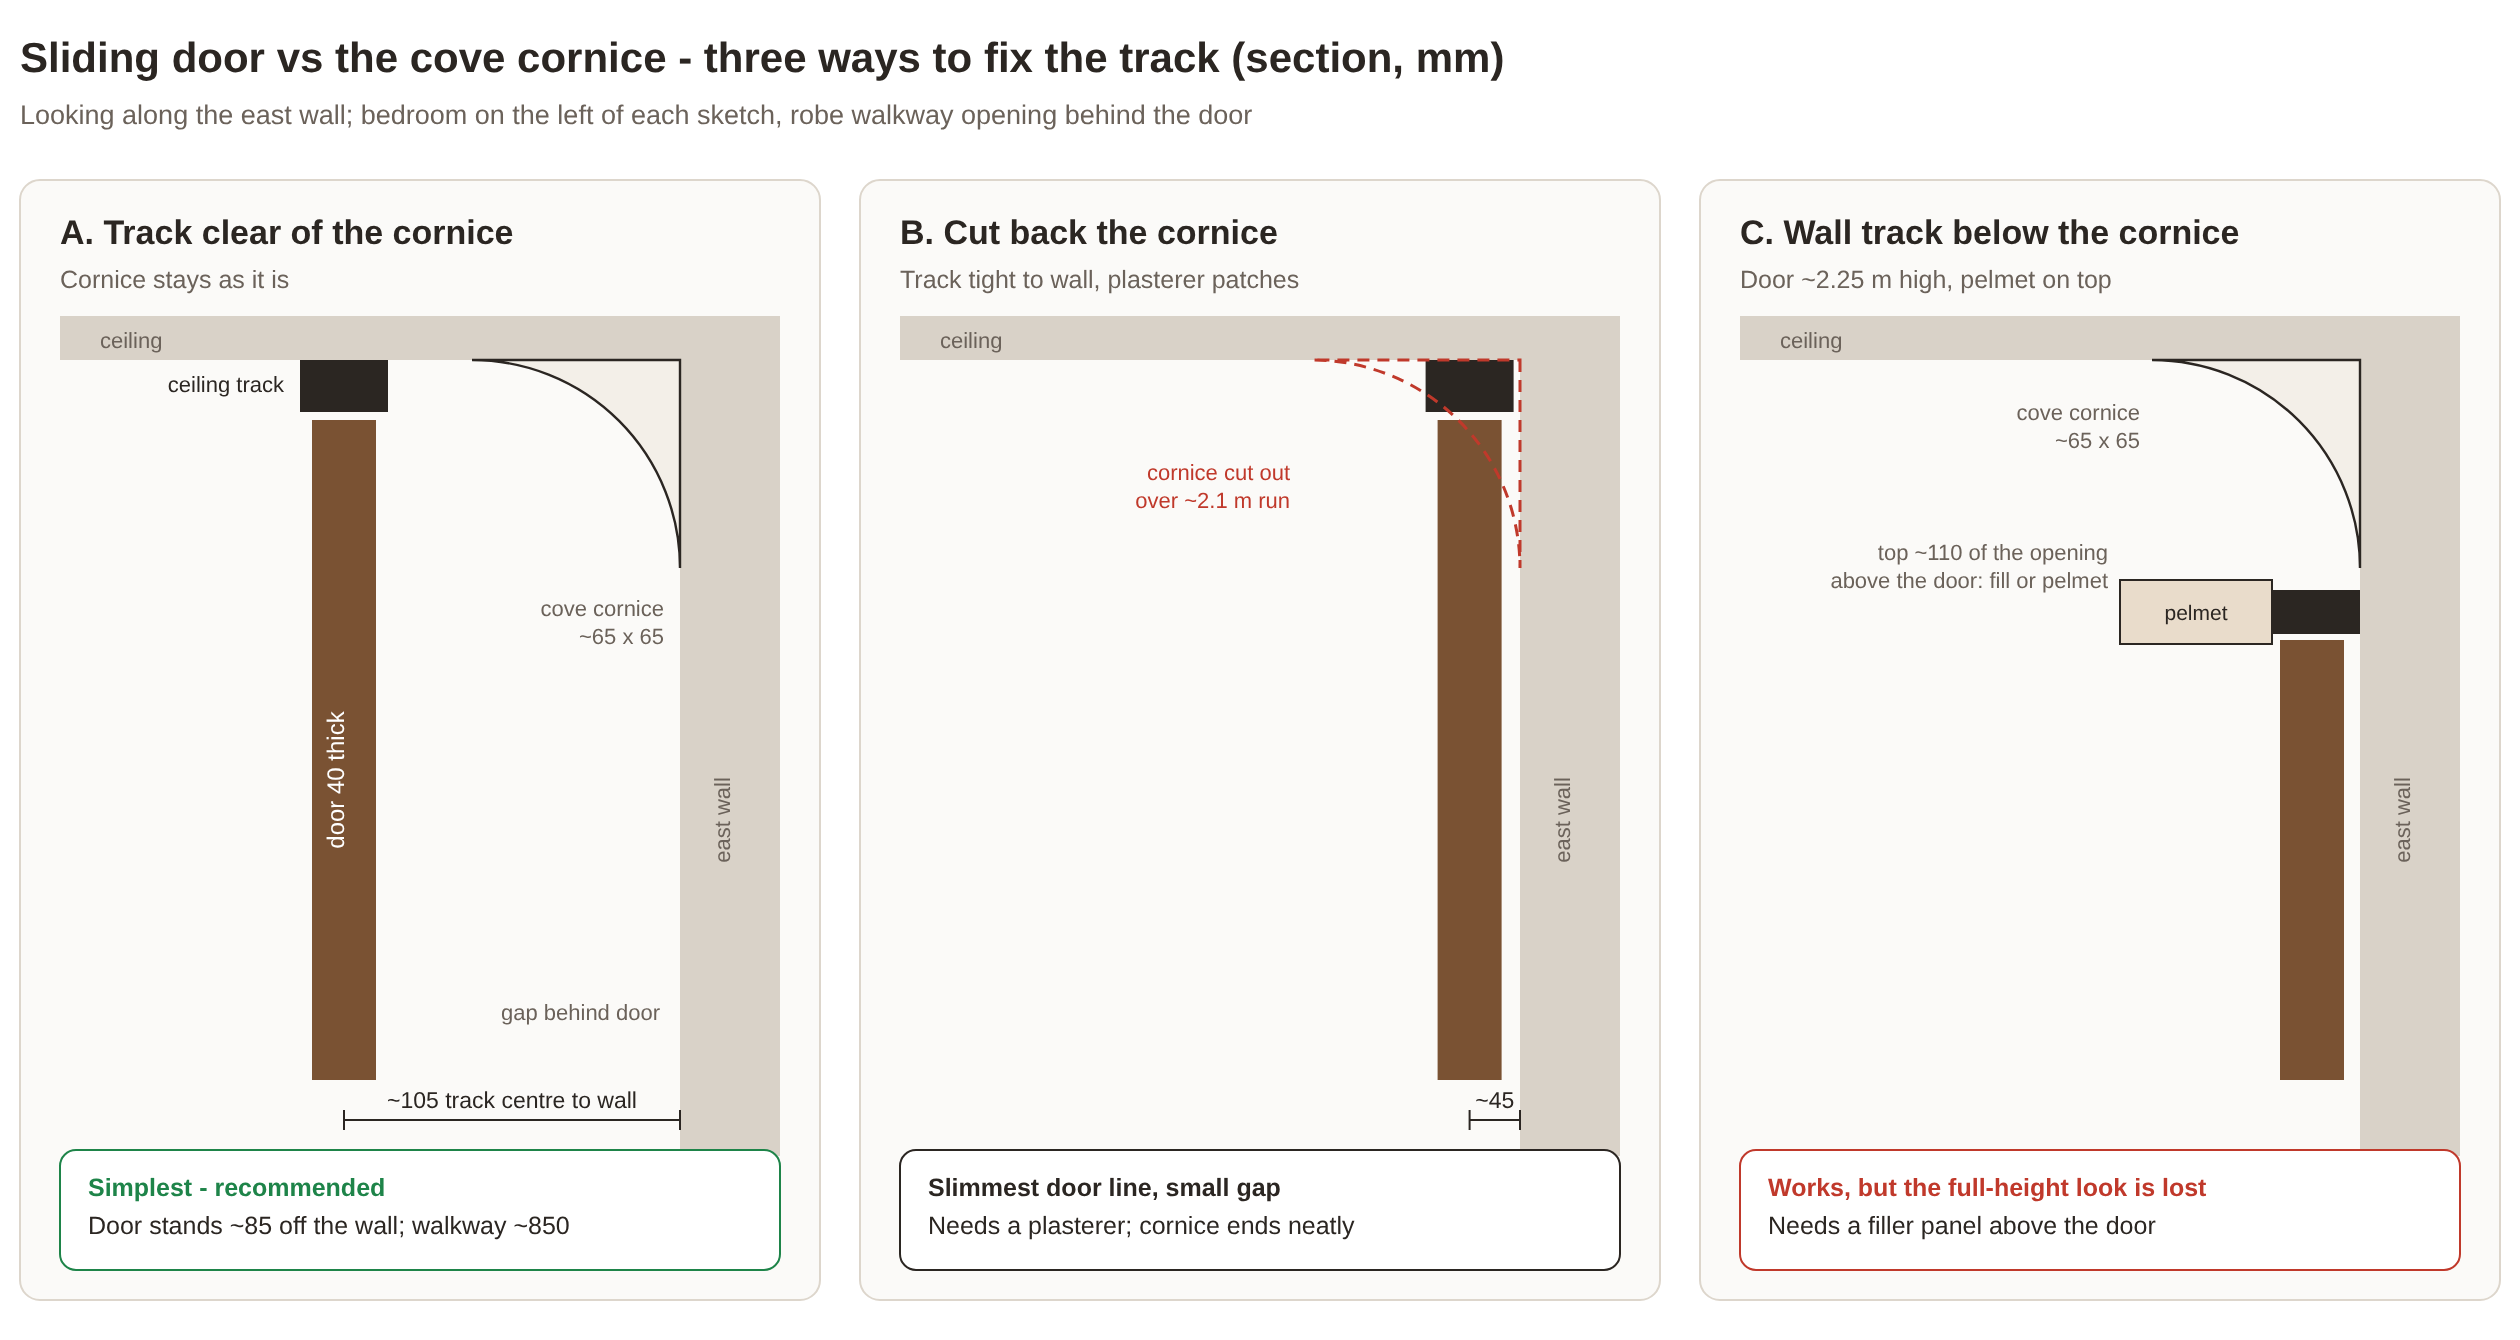 Sliding door vs the cove cornice - three ways to fix the track (section, mm)
Looking along the east wall; bedroom on the left of each sketch, robe walkway opening behind the door
A. Track clear of the cornice
Cornice stays as it is
ceiling
ceiling track
cove cornice
~65 x 65
door 40 thick
east wall
gap behind door
~105 track centre to wall
Simplest - recommended
Door stands ~85 off the wall; walkway ~850
B. Cut back the cornice
Track tight to wall, plasterer patches
ceiling
cornice cut out
over ~2.1 m run
east wall
~45
Slimmest door line, small gap
Needs a plasterer; cornice ends neatly
C. Wall track below the cornice
Door ~2.25 m high, pelmet on top
ceiling
cove cornice
~65 x 65
top ~110 of the opening
above the door: fill or pelmet
pelmet
east wall
Works, but the full-height look is lost
Needs a filler panel above the door